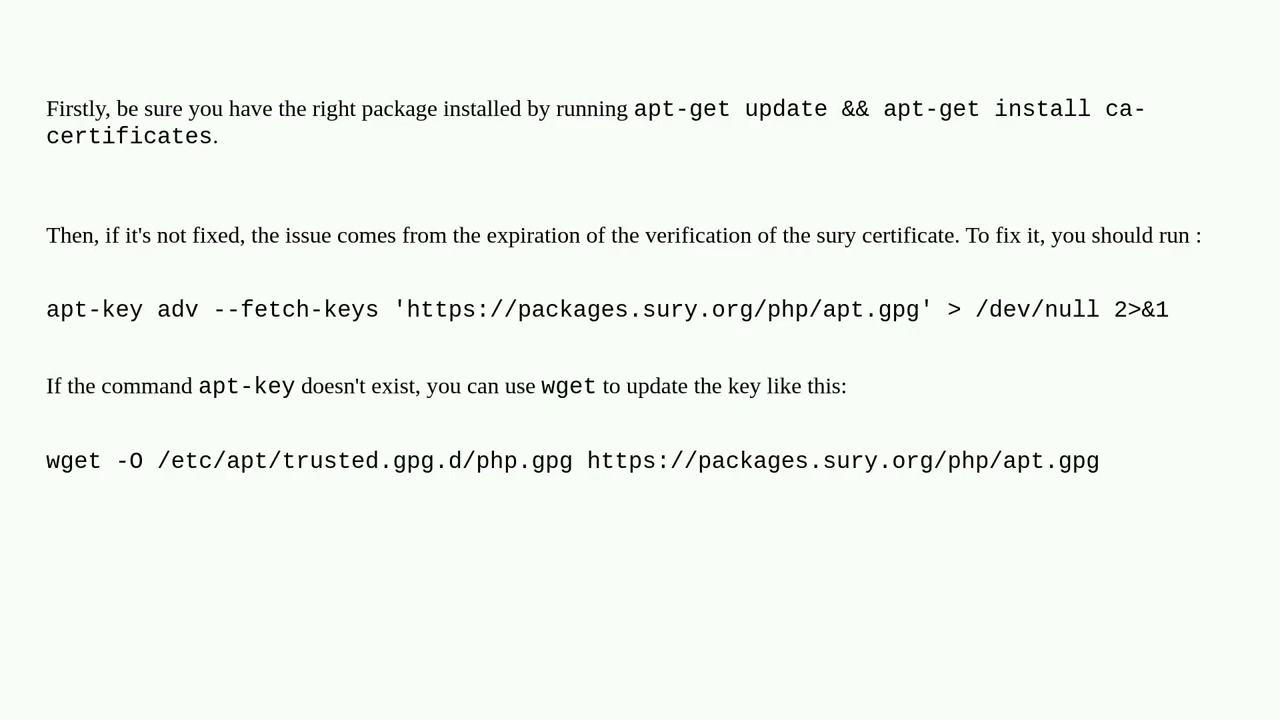 Firstly, be sure you have the right package installed by running apt-get update && apt-get install ca-
certificates.
Then, if it's not fixed, the issue comes from the expiration of the verification of the sury certificate. To fix it, you should run :
apt-key adv --fetch-keys 'https://packages.sury.org/php/apt.gpg' > /dev/null 2>&1
If the command apt-key doesn't exist, you can use wget to update the key like this:
wget -O /etc/apt/trusted.gpg.d/php.gpg https://packages.sury.org/php/apt.gpg